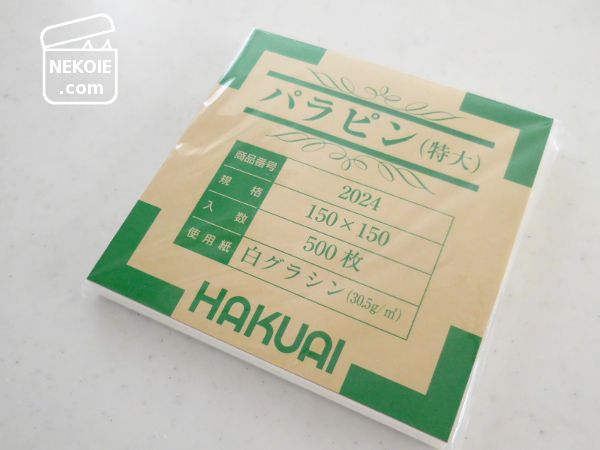 NEKOIE
.com
パラピン(特大)
商品番号 2024
規格 150×150
入数 500枚
使用紙 白グラシン(30.5g/㎡)
HAKUAI